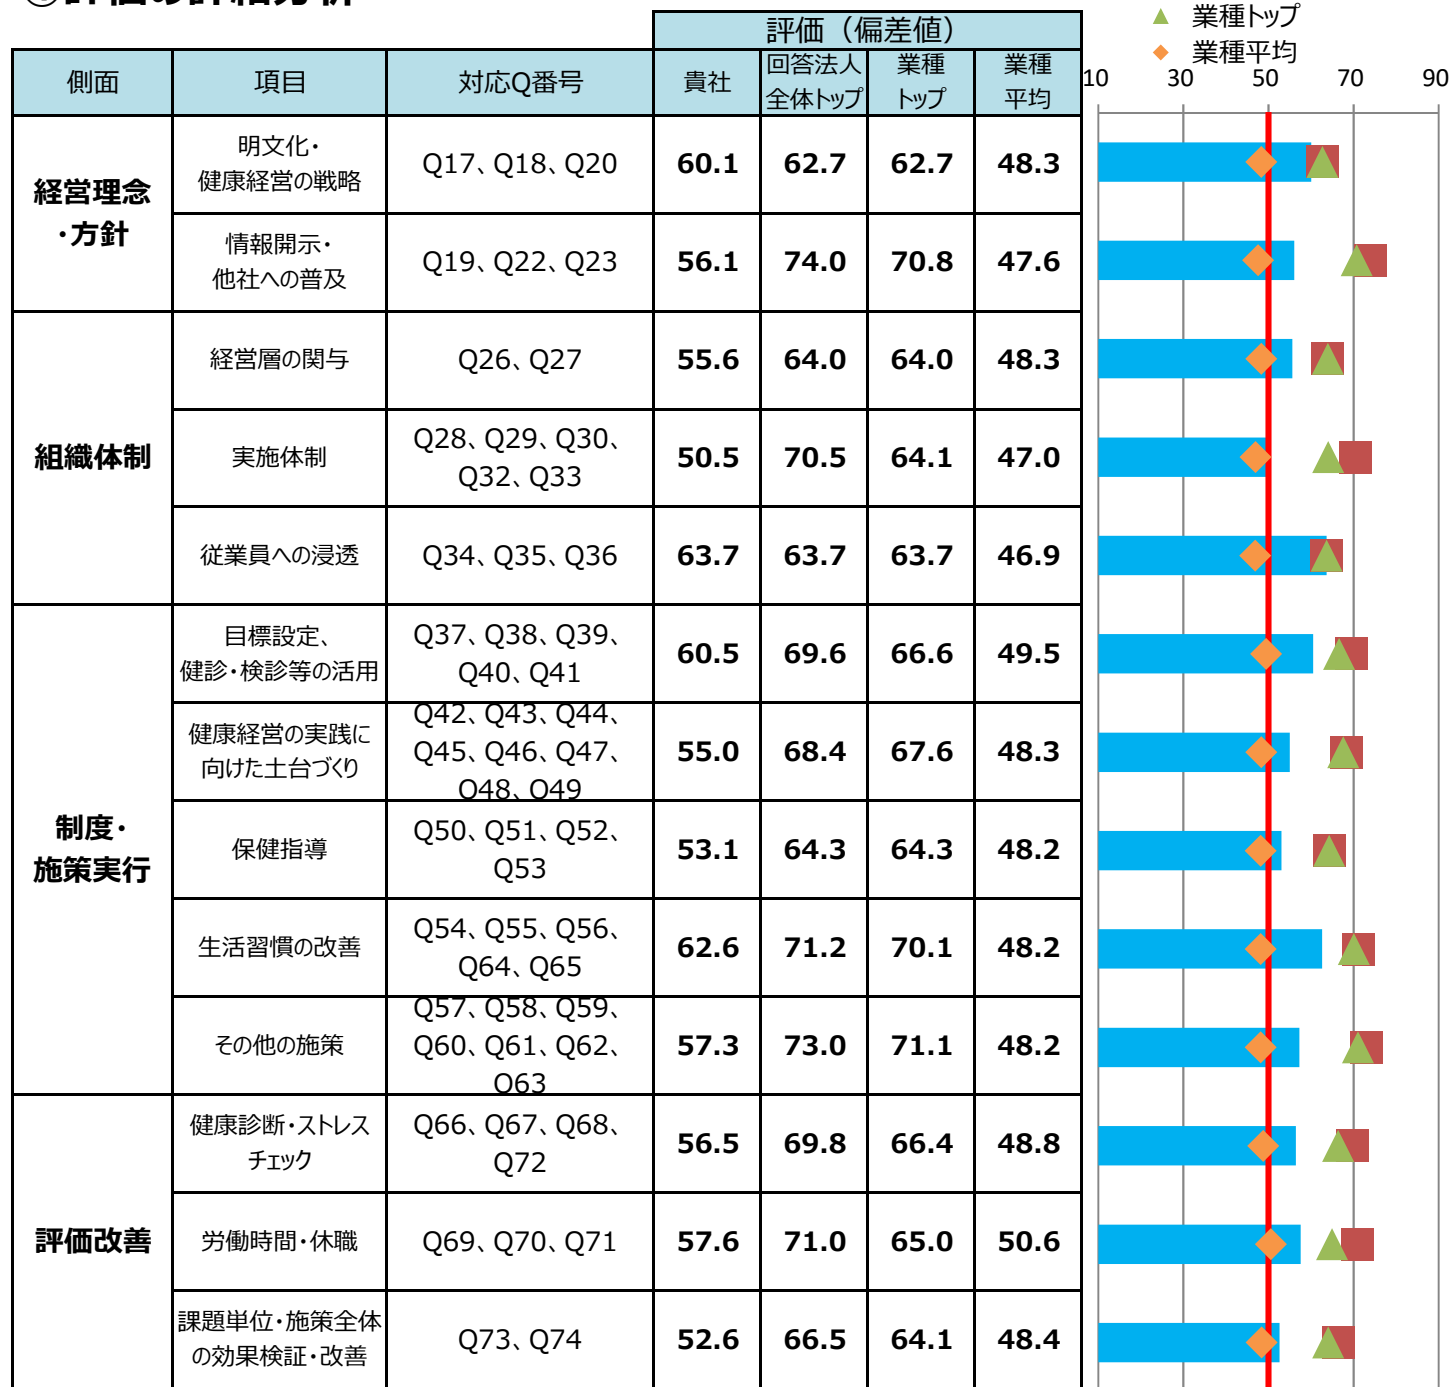 ▲ 業種トップ
◆ 業種平均
10 30 50 70 90
評価（偏差値）
側面 項目 対応Q番号 貴社 回答法人 業種 業種
全体トップ トップ 平均
経営理念
・方針
明文化・
健康経営の戦略
Q17、Q18、Q20 60.1 62.7 62.7 48.3
情報開示・
他社への普及
Q19、Q22、Q23 56.1 74.0 70.8 47.6
組織体制
経営層の関与 Q26、Q27 55.6 64.0 64.0 48.3
実施体制
Q28、Q29、Q30、
Q32、Q33
50.5 70.5 64.1 47.0
従業員への浸透 Q34、Q35、Q36 63.7 63.7 63.7 46.9
制度・
施策実行
目標設定、
健診・検診等の活用
Q37、Q38、Q39、
Q40、Q41
60.5 69.6 66.6 49.5
健康経営の実践に
向けた土台づくり
Q42、Q43、Q44、
Q45、Q46、Q47、
Q48、Q49
55.0 68.4 67.6 48.3
保健指導
Q50、Q51、Q52、
Q53
53.1 64.3 64.3 48.2
生活習慣の改善
Q54、Q55、Q56、
Q64、Q65
62.6 71.2 70.1 48.2
その他の施策
Q57、Q58、Q59、
Q60、Q61、Q62、
Q63
57.3 73.0 71.1 48.2
評価改善
健康診断・ストレス
チェック
Q66、Q67、Q68、
Q72
56.5 69.8 66.4 48.8
労働時間・休職 Q69、Q70、Q71 57.6 71.0 65.0 50.6
課題単位・施策全体
の効果検証・改善
Q73、Q74 52.6 66.5 64.1 48.4